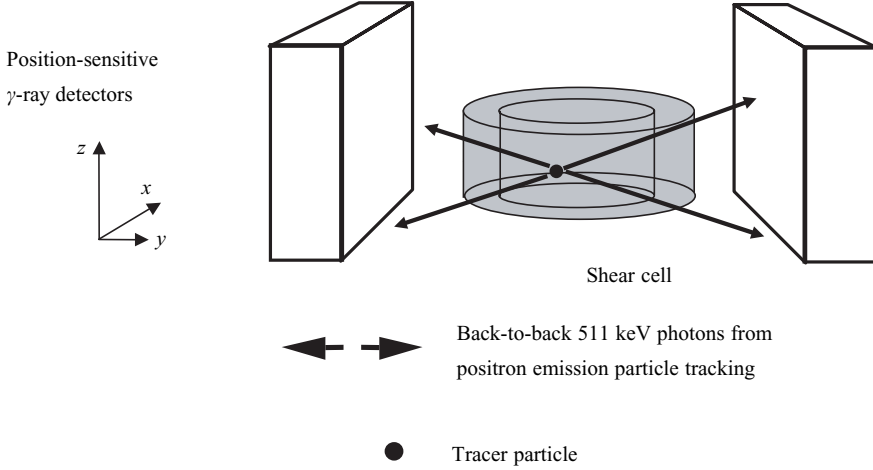 Position-sensitive
γ-ray detectors
z
x
y
Shear cell
Back-to-back 511 keV photons from
positron emission particle tracking
Tracer particle